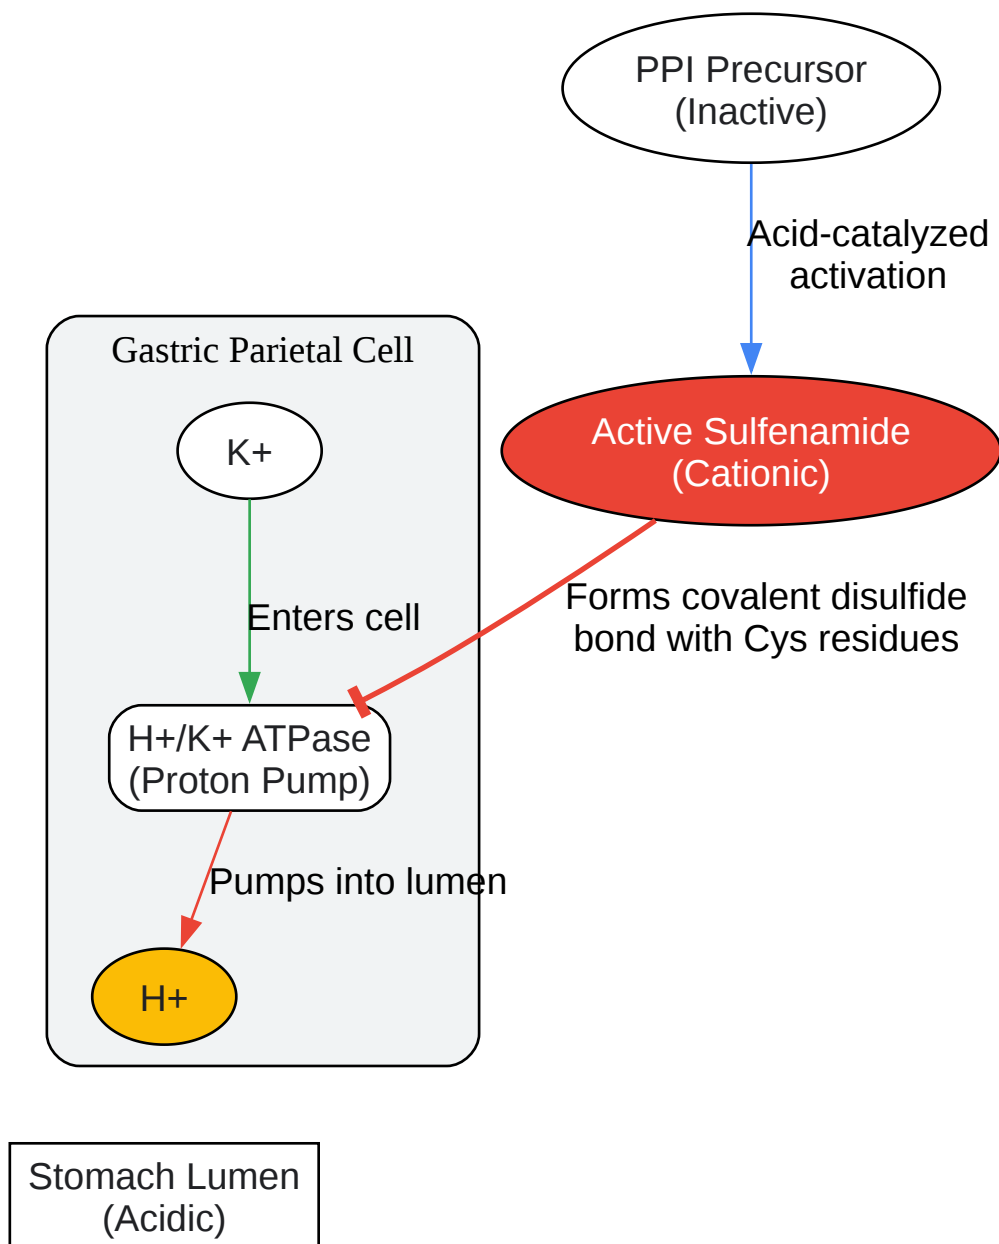 PPI Precursor
(Inactive)
Acid-catalyzed
activation
Gastric Parietal Cell
K+
Active Sulfenamide
(Cationic)
Enters cell
Forms covalent disulfide
bond with Cys residues
H+/K+ ATPase
(Proton Pump)
Pumps into lumen
H+
Stomach Lumen
(Acidic)